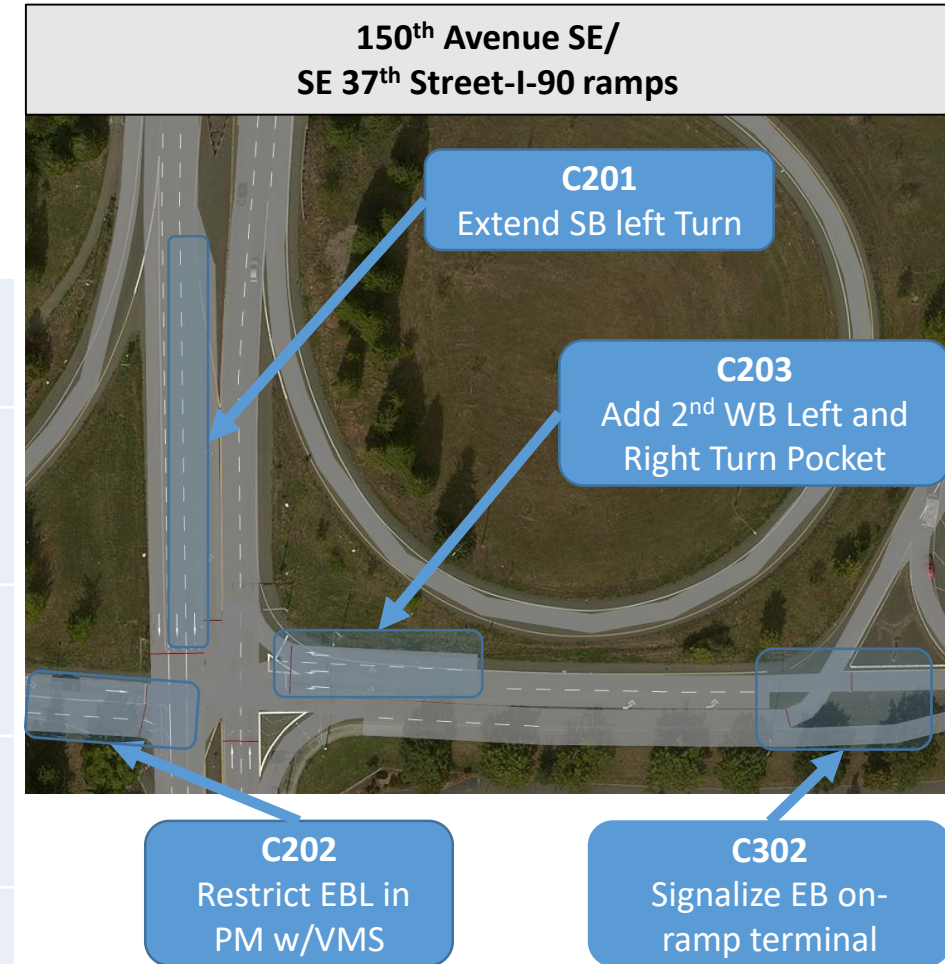 150th Avenue SE/
SE 37th Street-I-90 ramps
C201
Extend SB left Turn
C203
Add 2nd WB Left and
Right Turn Pocket
C202
Restrict EBL in
PM w/VMS
C302
Signalize EB on-
ramp terminal